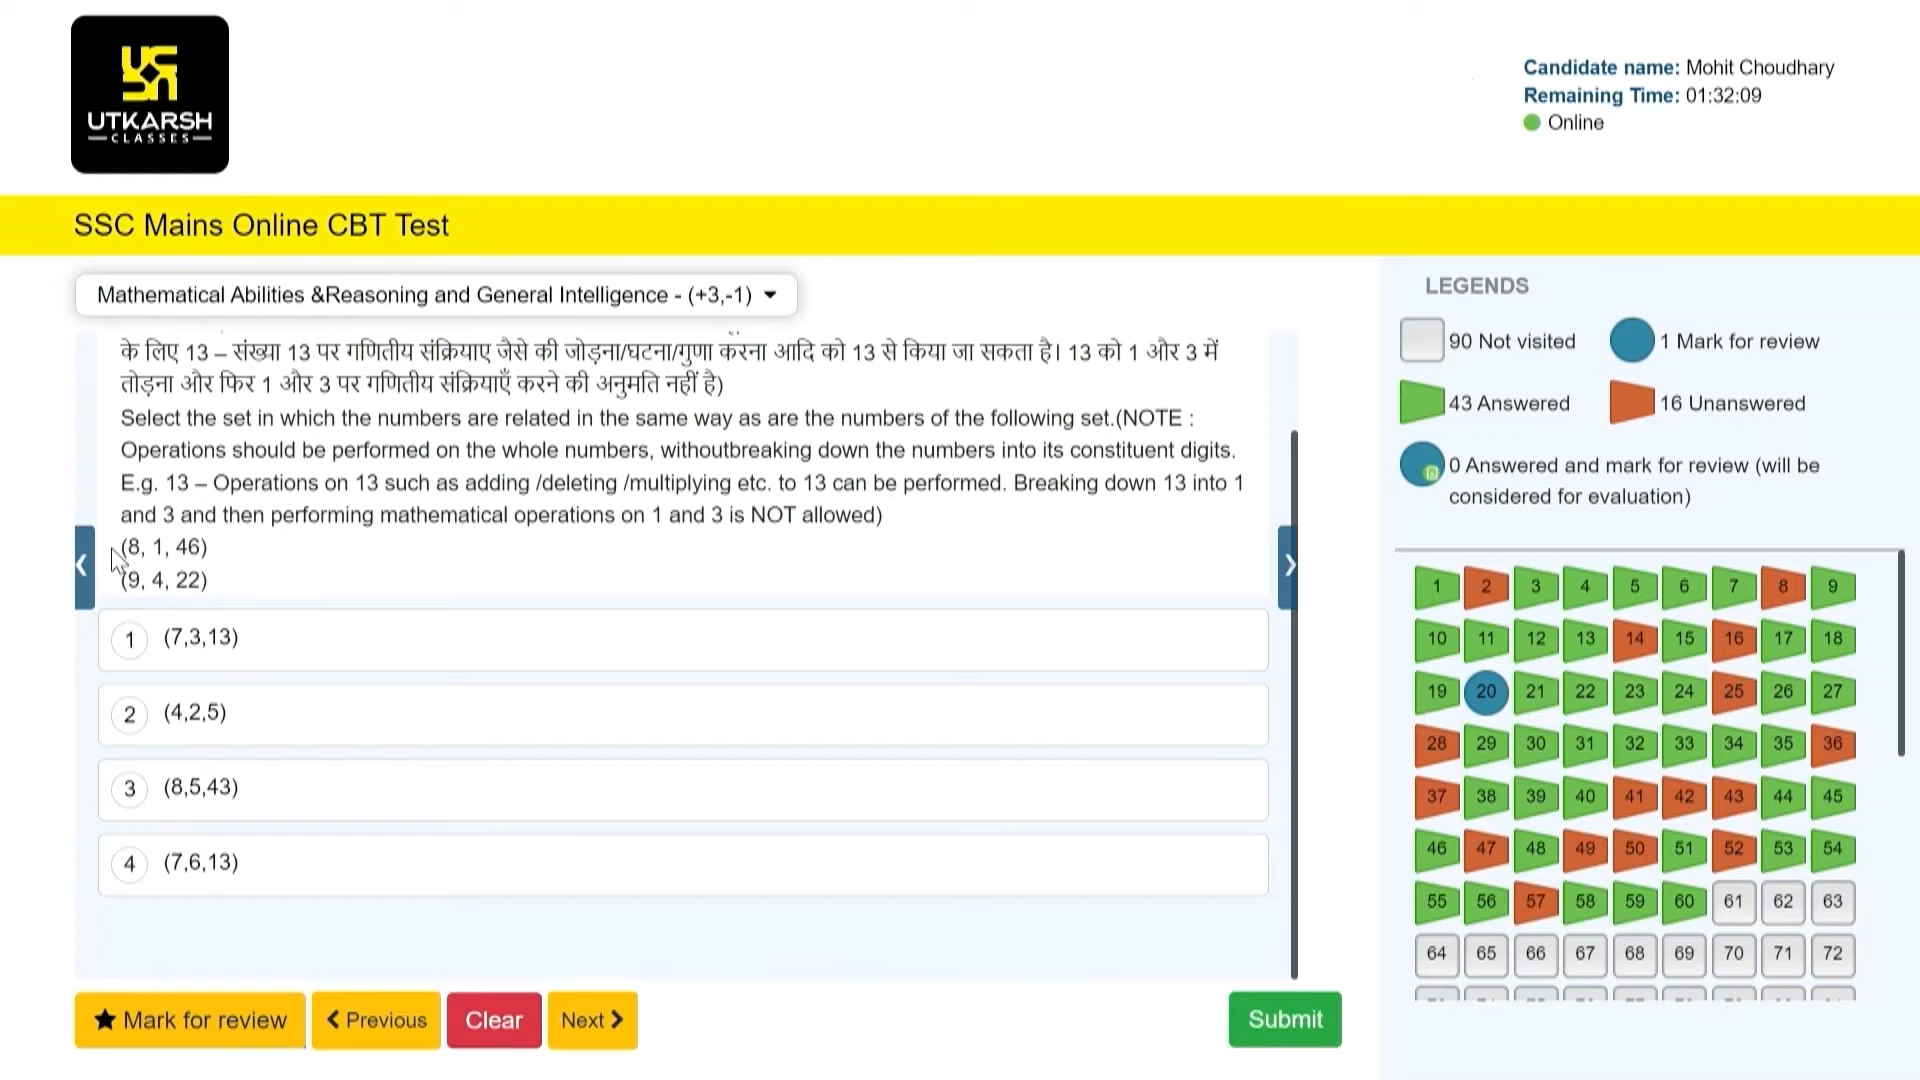 UTKARSH
CLASSES
Candidate name: Mohit Choudhary
Remaining Time: 01:32:09
Online
SSC Mains Online CBT Test
Mathematical Abilities &Reasoning and General Intelligence - (+3,-1)
के लिए 13 – संख्या 13 पर गणितीय संक्रियाए जैसे की जोड़ना/घटना/गुणा करना आदि को 13 से किया जा सकता है। 13 को 1 और 3 में
तोड़ना और फिर 1 और 3 पर गणितीय संक्रियाएँ करने की अनुमति नहीं है)
Select the set in which the numbers are related in the same way as are the numbers of the following set.(NOTE :
Operations should be performed on the whole numbers, withoutbreaking down the numbers into its constituent digits.
E.g. 13 – Operations on 13 such as adding /deleting /multiplying etc. to 13 can be performed. Breaking down 13 into 1
and 3 and then performing mathematical operations on 1 and 3 is NOT allowed)
(8, 1, 46)
(9, 4, 22)
1 (7,3,13)
2 (4,2,5)
3 (8,5,43)
4 (7,6,13)
Mark for review Previous Clear Next Submit
LEGENDS
90 Not visited 1 Mark for review
43 Answered 16 Unanswered
0 Answered and mark for review (will be
considered for evaluation)
1 2 3 4 5 6 7 8 9
10 11 12 13 14 15 16 17 18
19 20 21 22 23 24 25 26 27
28 29 30 31 32 33 34 35 36
37 38 39 40 41 42 43 44 45
46 47 48 49 50 51 52 53 54
55 56 57 58 59 60 61 62 63
64 65 66 67 68 69 70 71 72